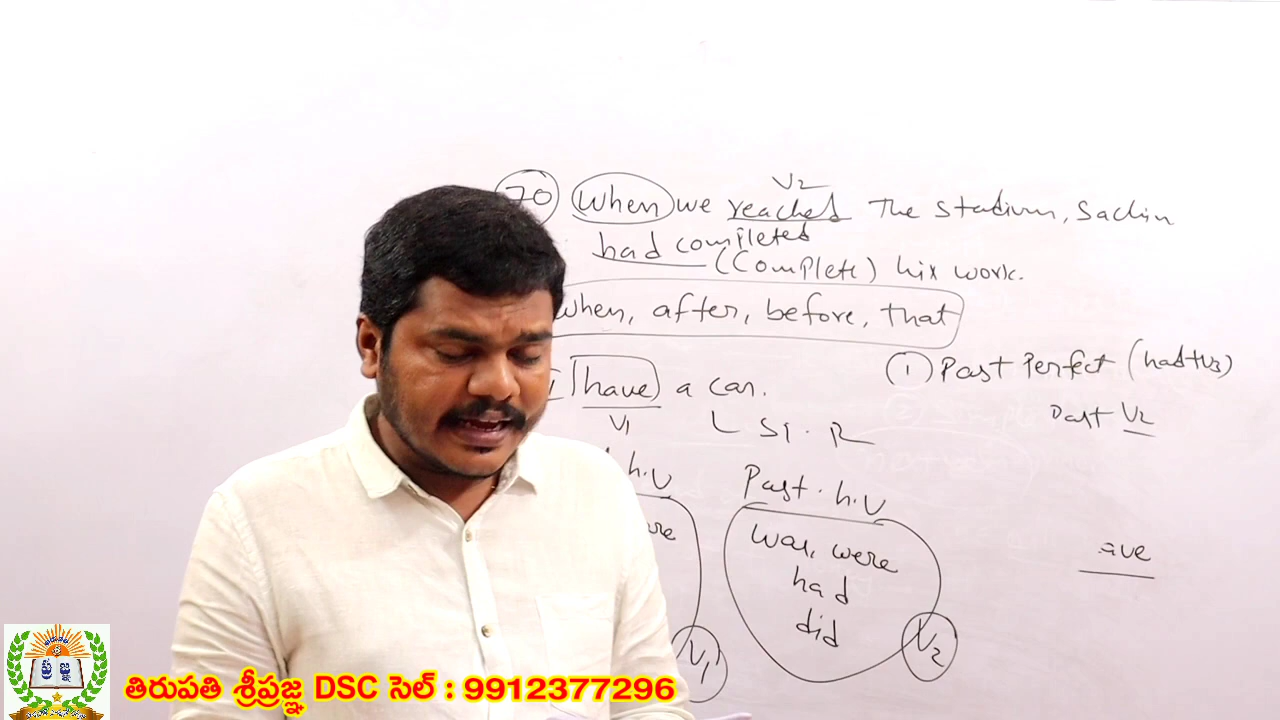 70 When we reached The Stadium, Sachin
V2
had completed
(Complete) his work.
when, after, before, that
I have a car.
V1
① Past Perfect (had+V3)
Past V2
h.V
Past. h.V
was, were
had
did
V1
V2
ave
తిరుపతి శ్రీప్రజ్ఞ DSC సెల్ : 9912377296